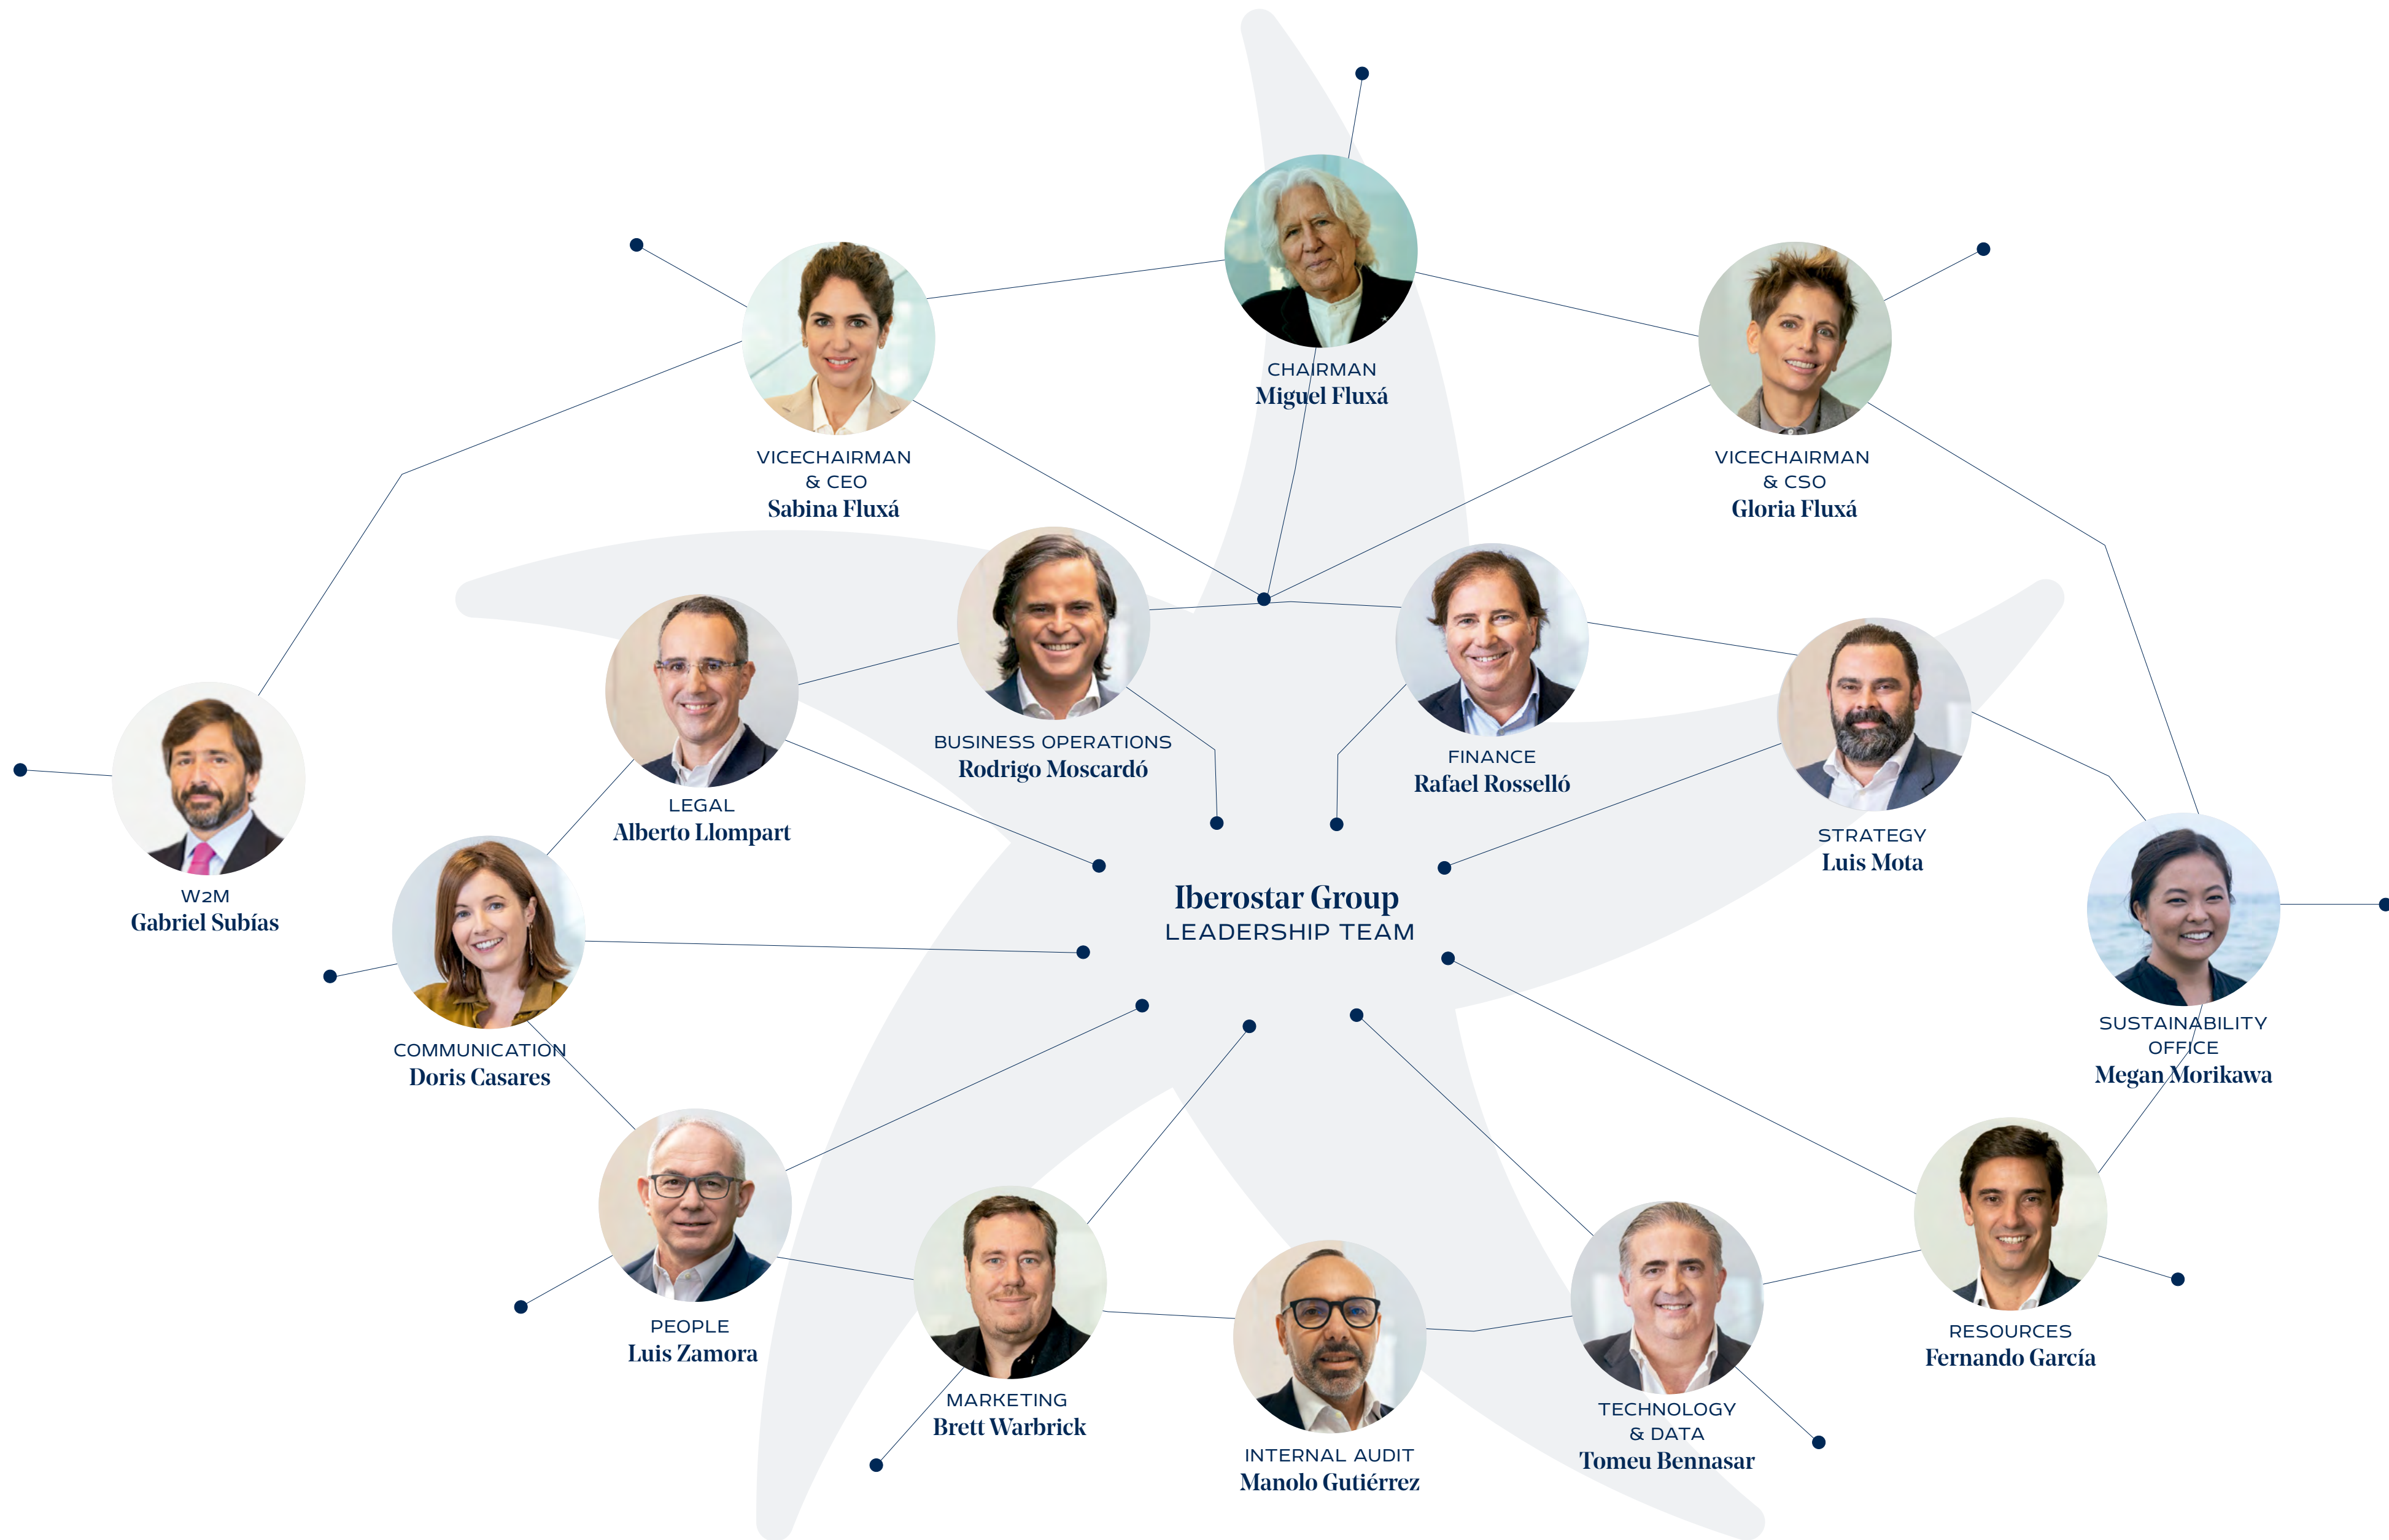 CHAIRMAN
Miguel Fluxá
VICECHAIRMAN
& CEO
Sabina Fluxá
VICECHAIRMAN
& CSO
Gloria Fluxá
BUSINESS OPERATIONS
Rodrigo Moscardó
FINANCE
Rafael Rosselló
LEGAL
Alberto Llompart
STRATEGY
Luis Mota
W2M
Gabriel Subías
Iberostar Group
LEADERSHIP TEAM
COMMUNICATION
Doris Casares
SUSTAINABILITY
OFFICE
Megan Morikawa
PEOPLE
Luis Zamora
MARKETING
Brett Warbrick
INTERNAL AUDIT
Manolo Gutiérrez
TECHNOLOGY
& DATA
Tomeu Bennasar
RESOURCES
Fernando García